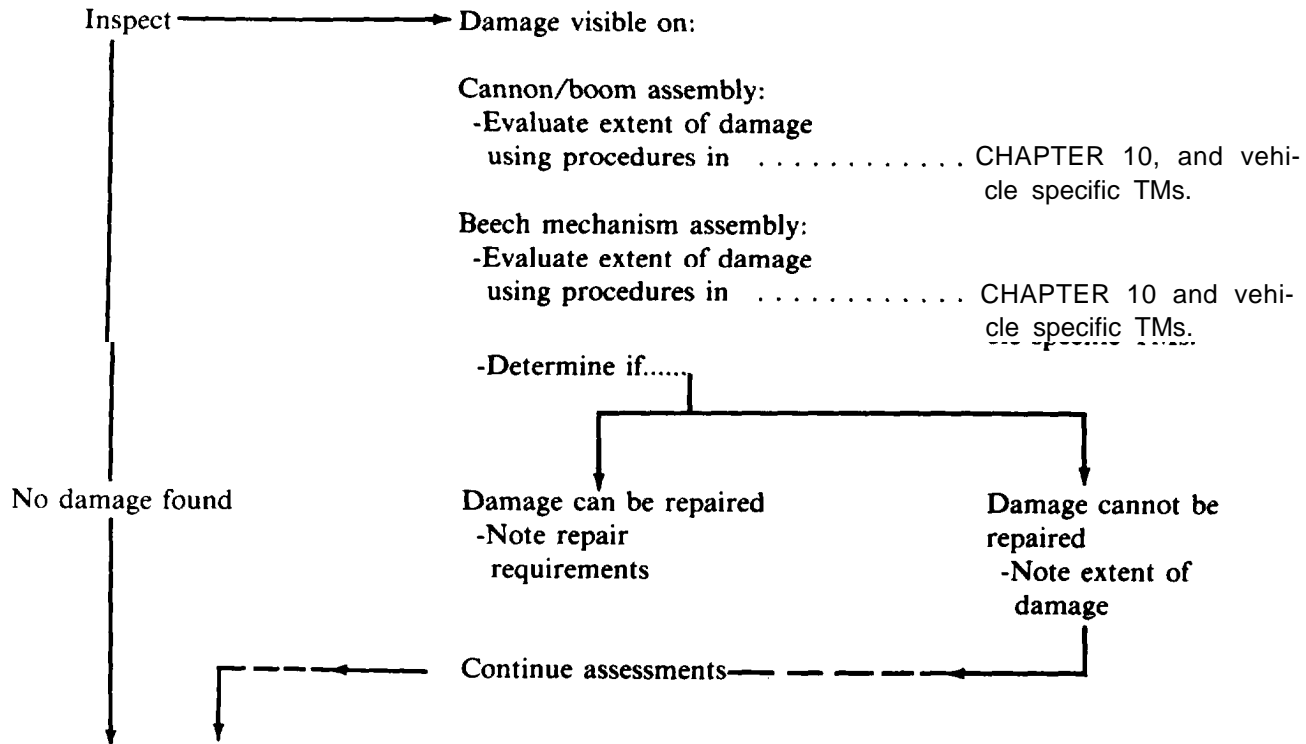 Inspect
Damage visible on:
Cannon/boom assembly:
-Evaluate extent of damage
using procedures in . . . . . . . . . . . . CHAPTER 10, and vehi-
cle specific TMs.
Beech mechanism assembly:
-Evaluate extent of damage
using procedures in . . . . . . . . . . . . CHAPTER 10 and vehi-
cle specific TMs.
-Determine if......
No damage found
Damage can be repaired
-Note repair
requirements
Damage cannot be
repaired
-Note extent of
damage
Continue assessments